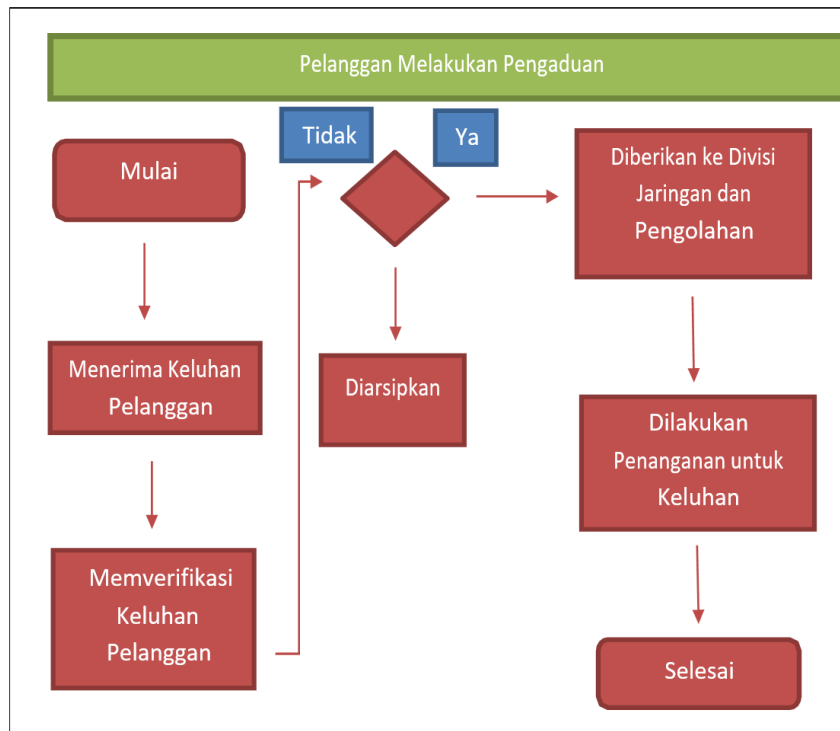 Pelanggan Melakukan Pengaduan
Mulai
Menerima Keluhan
Pelanggan
Memverifikasi
Keluhan
Pelanggan
Tidak
Ya
Diarsipkan
Diberikan ke Divisi
Jaringan dan
Pengolahan
Dilakukan
Penanganan untuk
Keluhan
Selesai